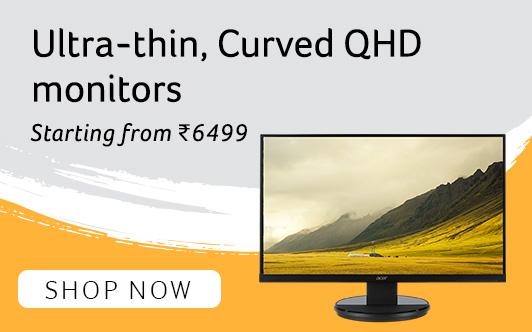 Ultra-thin, Curved QHD
monitors
Starting from ₹6499
acer
SHOP NOW